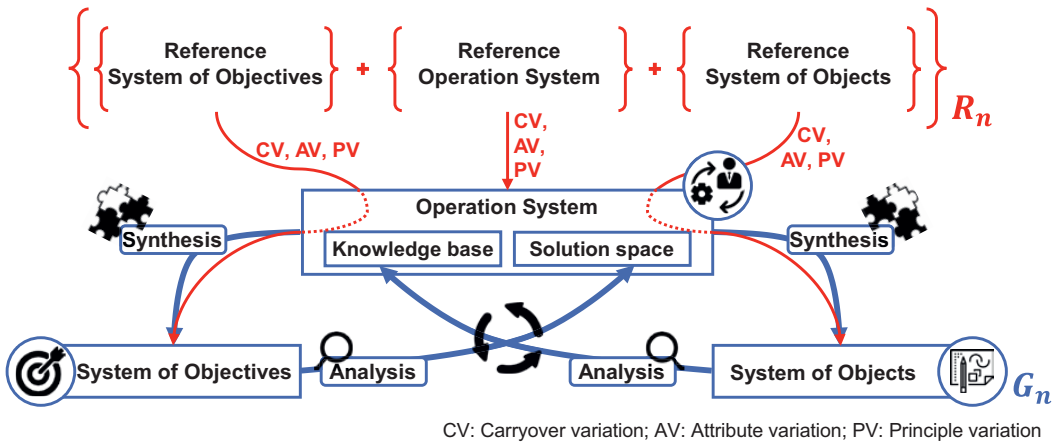 Reference
System of Objectives
+
Reference
Operation System
+
Reference
System of Objects
R_n
CV, AV, PV
CV,
AV,
PV
CV,
AV, PV
Operation System
Synthesis
Knowledge base
Solution space
Synthesis
System of Objectives
Analysis
Analysis
System of Objects
G_n
CV: Carryover variation; AV: Attribute variation; PV: Principle variation